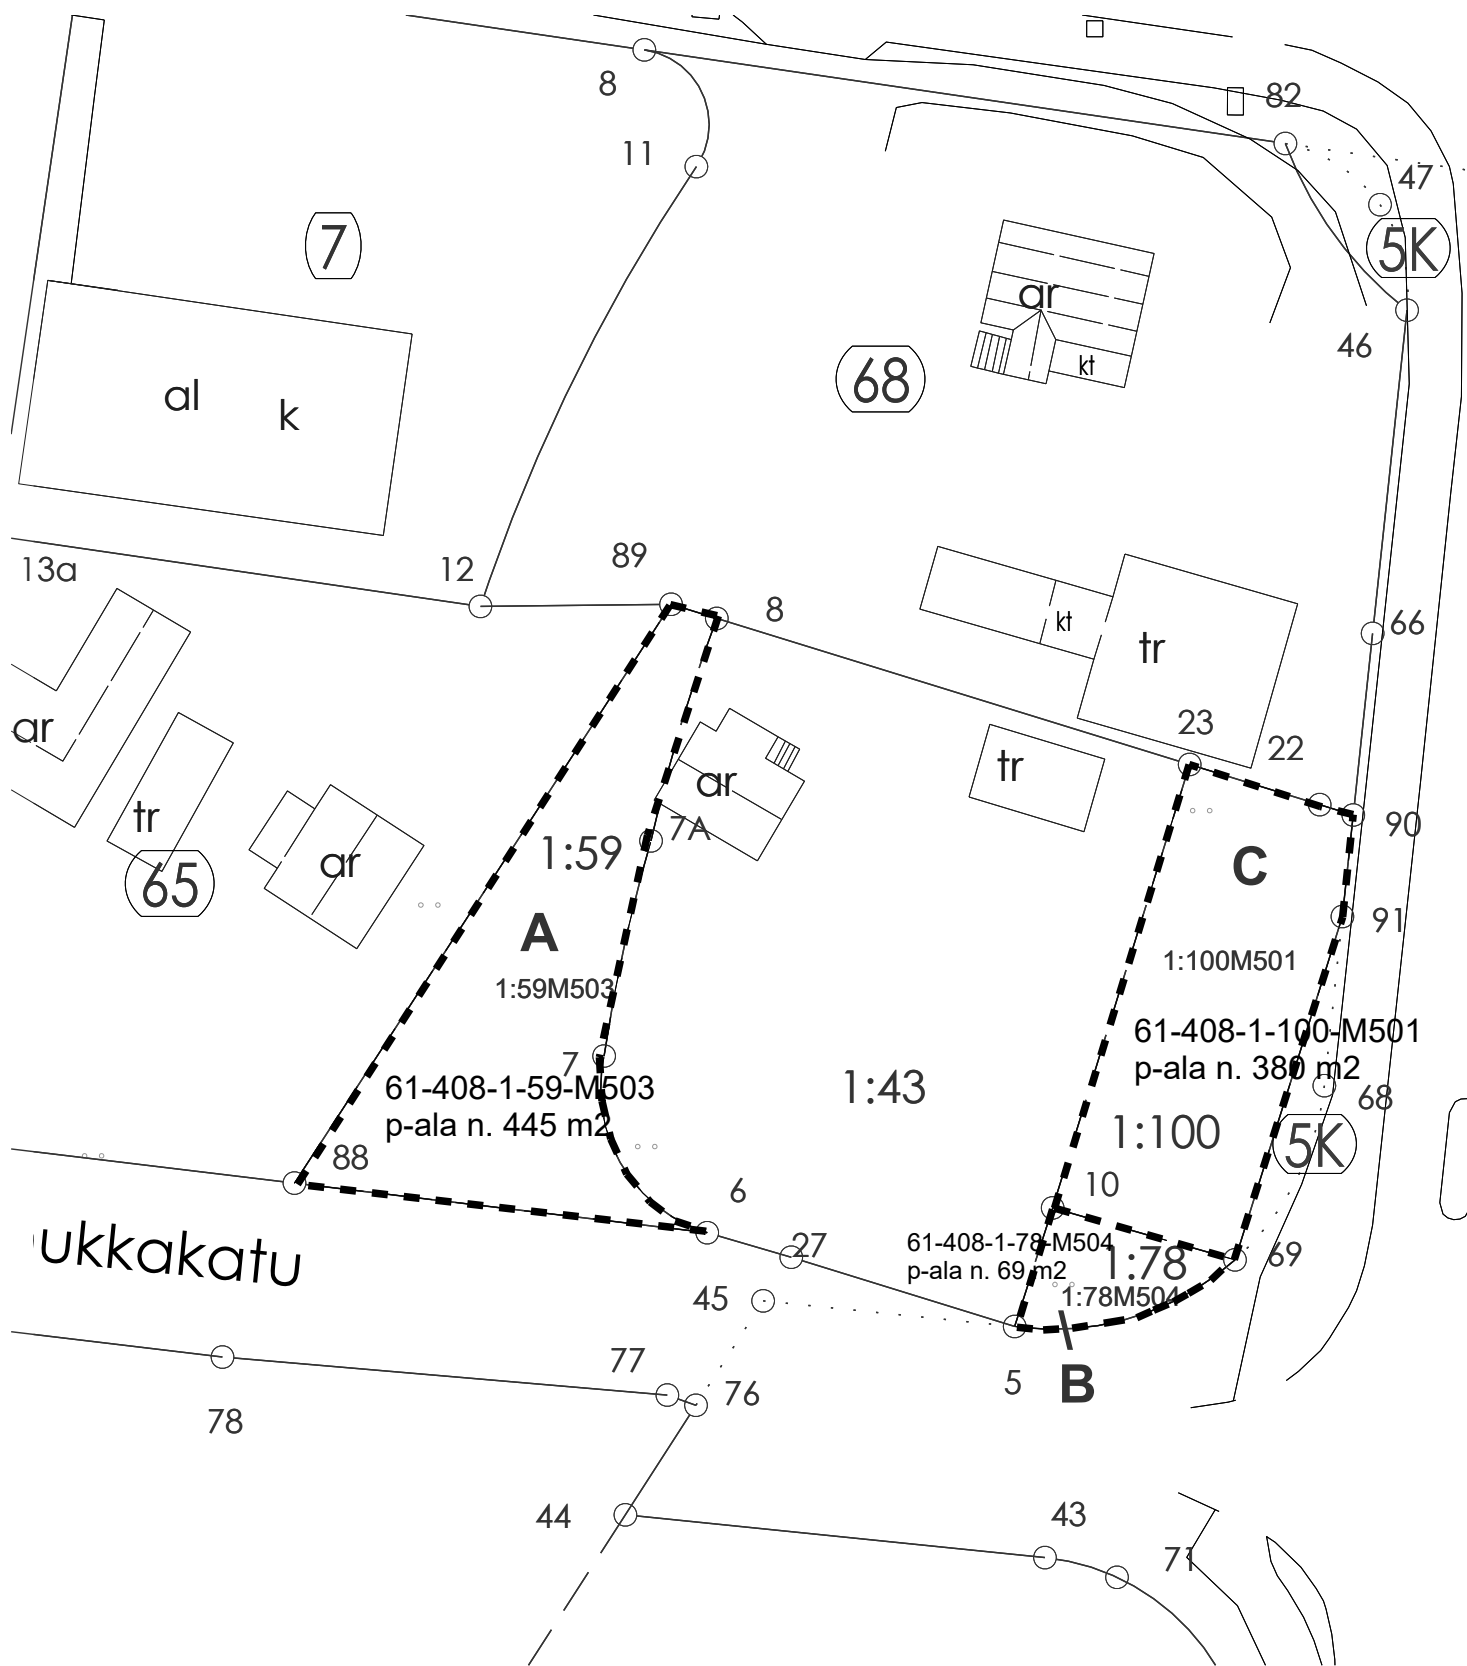 8
82
11
47
7
5K
ar
46
kt
68
al
k
13a
12
89
8
kt
66
tr
23
22
ar
tr
ar
tr
7A
90
1:59
65
ar
C
A
91
1:100M501
1:59M503
61-408-1-100-M501
p-ala n. 380 m2
7
61-408-1-59-M503
p-ala n. 445 m2
1:43
68
1:100
5K
88
6
10
ukkakatu
27
61-408-1-78-M504
p-ala n. 69 m2
1:78
69
1:78M504
45
77
76
5
B
78
44
43
71